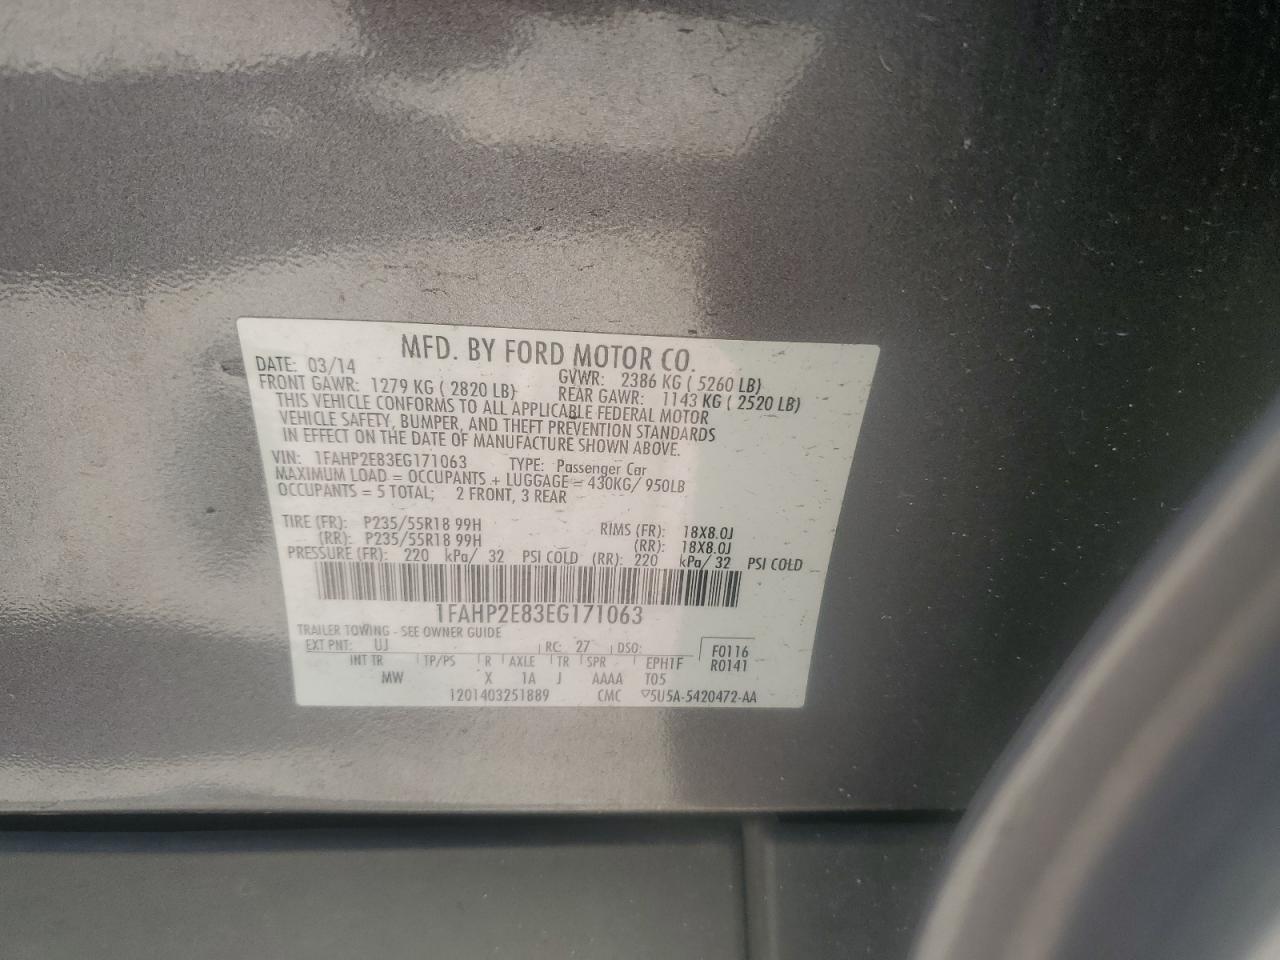 MFD. BY FORD MOTOR CO.
DATE: 03/14 GVWR: 2386 KG ( 5260 LB)
FRONT GAWR: 1279 KG ( 2820 LB) REAR GAWR: 1143 KG ( 2520 LB)
THIS VEHICLE CONFORMS TO ALL APPLICABLE FEDERAL MOTOR
VEHICLE SAFETY, BUMPER, AND THEFT PREVENTION STANDARDS
IN EFFECT ON THE DATE OF MANUFACTURE SHOWN ABOVE.
VIN: 1FAHP2E83EG171063 TYPE: Passenger Car
MAXIMUM LOAD = OCCUPANTS + LUGGAGE = 430KG/ 950LB
OCCUPANTS = 5 TOTAL; 2 FRONT, 3 REAR
TIRE (FR): P235/55R18 99H RIMS (FR): 18X8.0J
(RR): P235/55R18 99H (RR): 18X8.0J
PRESSURE (FR): 220 kPa/ 32 PSI COLD (RR): 220 kPa/ 32 PSI COLD
1FAHP2E83EG171063
TRAILER TOWING - SEE OWNER GUIDE
EXT PNT: UJ RC: 27 DSO: F0116
INT TR TP/PS R AXLE TR SPR EPH1F R0141
MW X 1A J AAAA T05
1201403251889 CMC ▽5U5A-5420472-AA